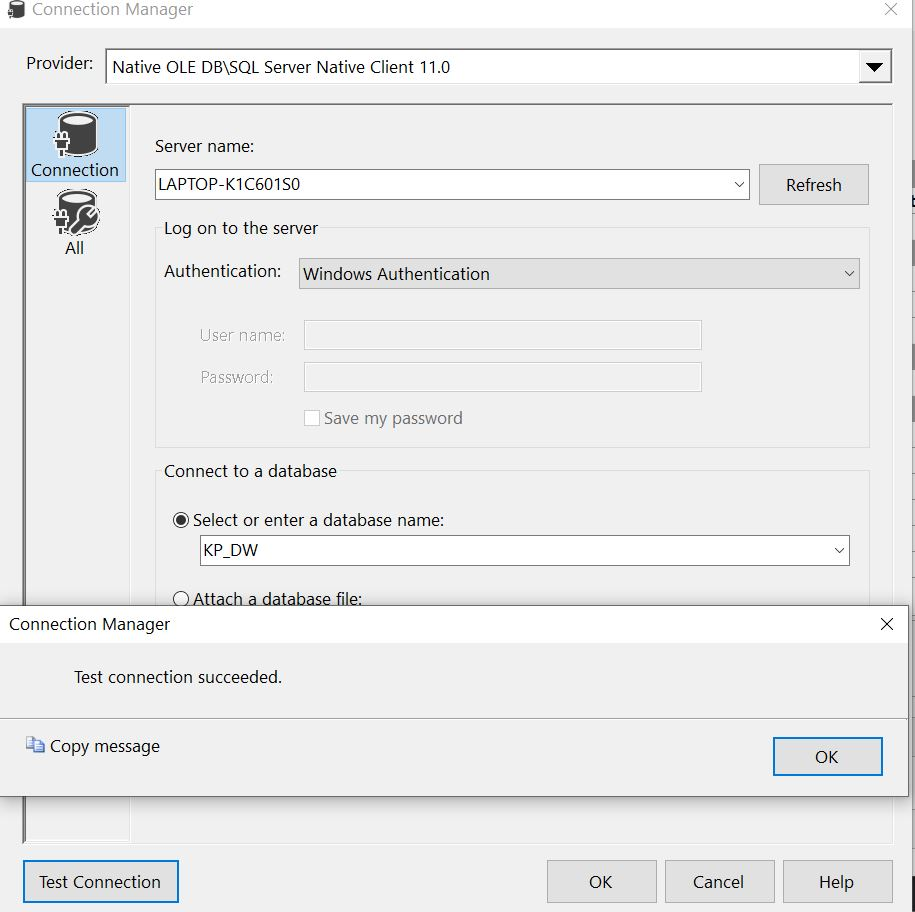 Connection Manager
Provider:
Native OLE DB\SQL Server Native Client 11.0
Connection
All
Server name:
LAPTOP-K1C601S0
Refresh
Log on to the server
Authentication:
Windows Authentication
User name:
Password:
Save my password
Connect to a database
Select or enter a database name:
KP_DW
Attach a database file:
Connection Manager
Test connection succeeded.
Copy message
OK
Test Connection
OK
Cancel
Help